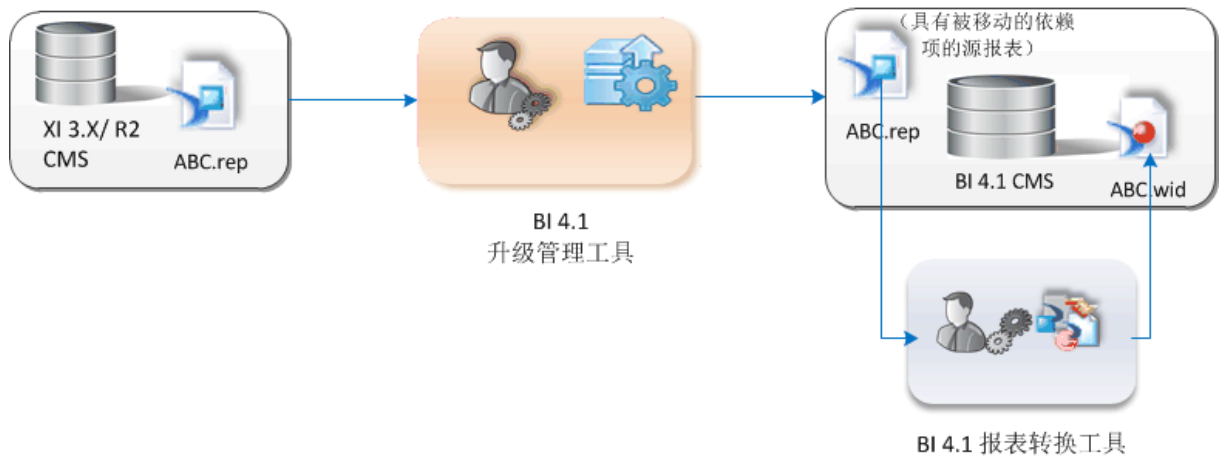 XI 3.X/ R2
CMS
ABC.rep
BI 4.1
升级管理工具
（具有被移动的依赖
项的源报表）
ABC.rep
BI 4.1 CMS
ABC.wid
BI 4.1 报表转换工具